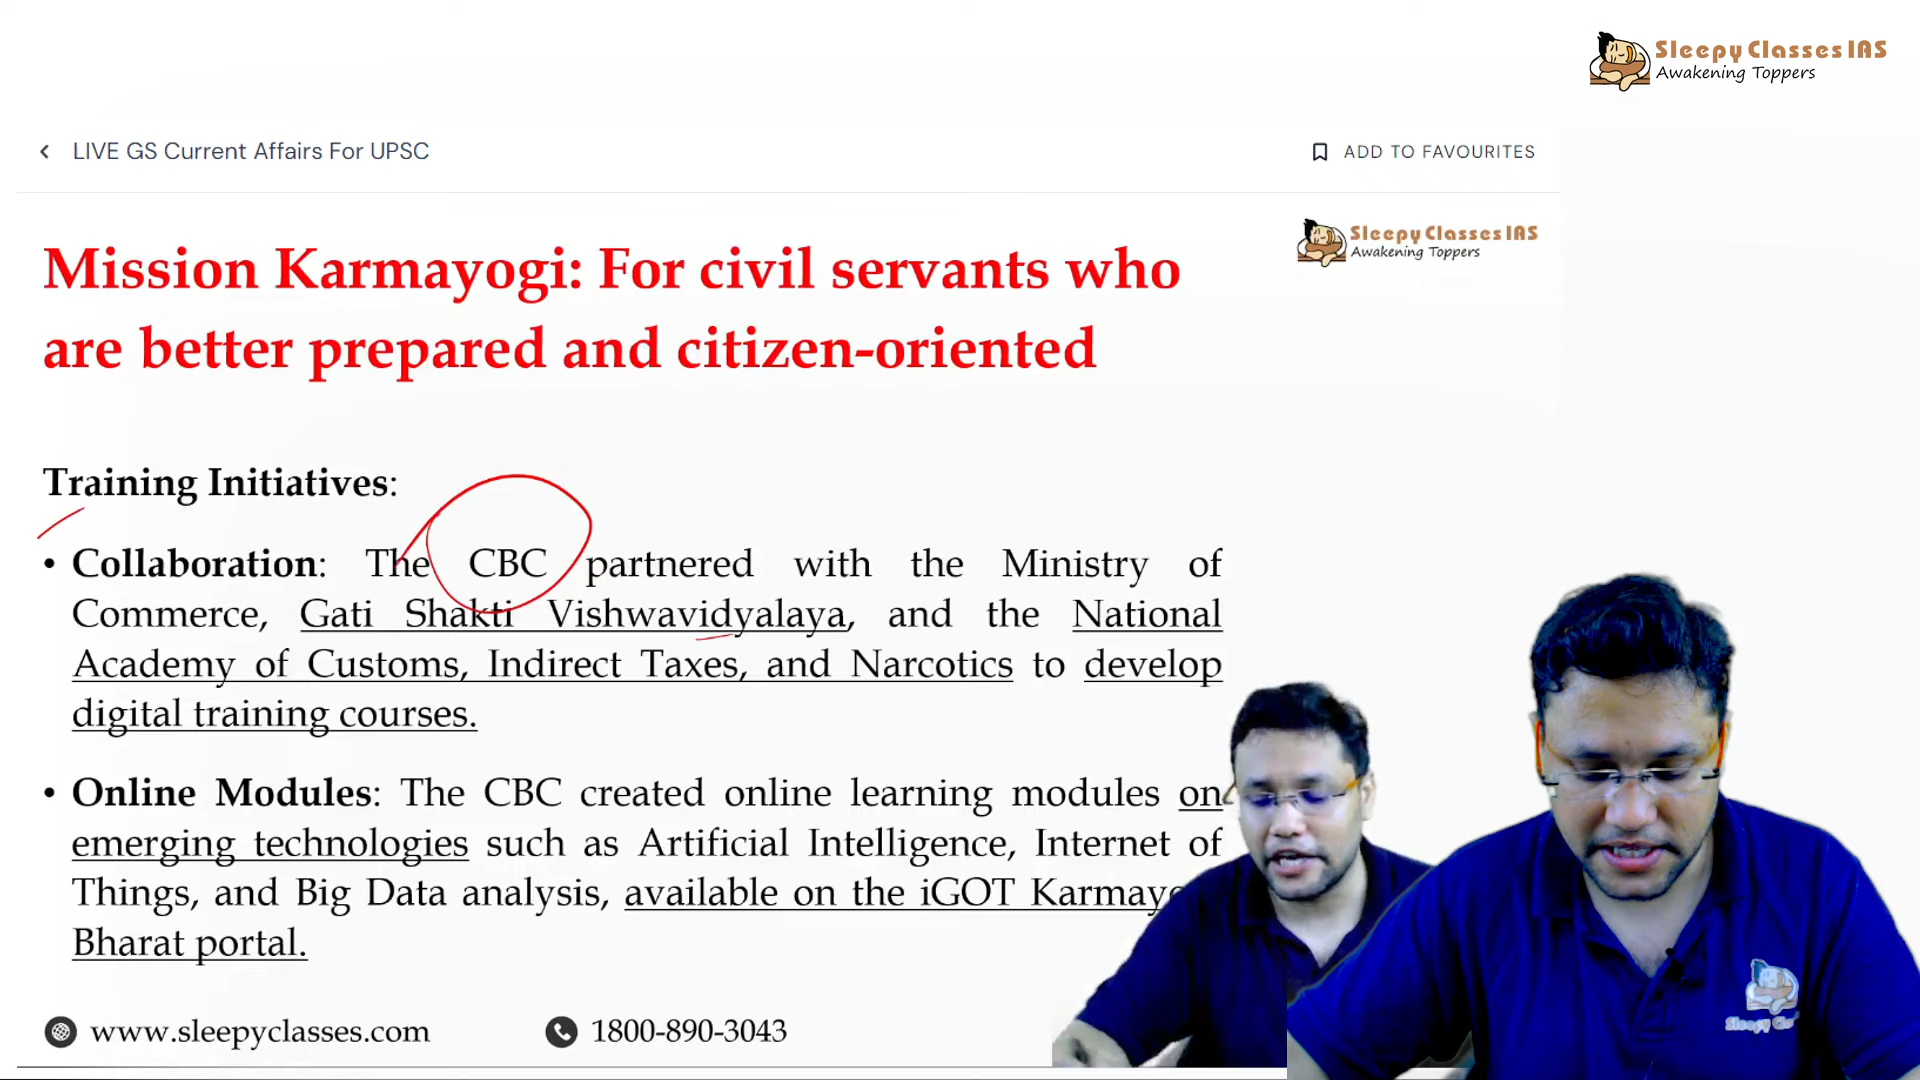 Sleepy Classes IAS
Awakening Toppers
LIVE GS Current Affairs For UPSC
ADD TO FAVOURITES
Sleepy Classes IAS
Awakening Toppers
Mission Karmayogi: For civil servants who
are better prepared and citizen-oriented
Training Initiatives:
• Collaboration: The CBC partnered with the Ministry of
Commerce, Gati Shakti Vishwavidyalaya, and the National
Academy of Customs, Indirect Taxes, and Narcotics to develop
digital training courses.
• Online Modules: The CBC created online learning modules on
emerging technologies such as Artificial Intelligence, Internet of
Things, and Big Data analysis, available on the iGOT
Bharat portal.
www.sleepyclasses.com
1800-890-3043
Sleepy